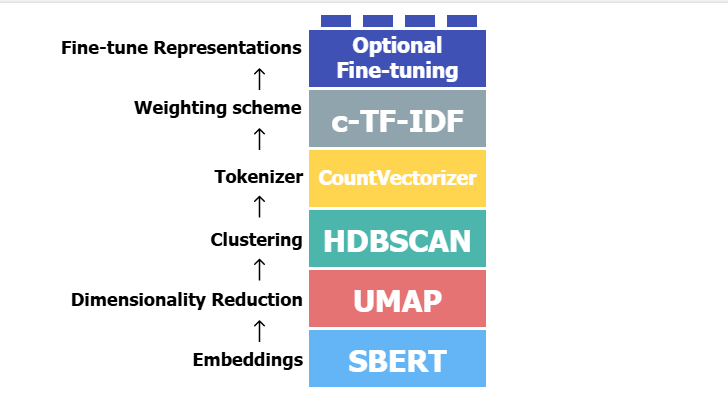 Fine-tune Representations
Optional
Fine-tuning
Weighting scheme
c-TF-IDF
Tokenizer
CountVectorizer
Clustering
HDBSCAN
Dimensionality Reduction
UMAP
Embeddings
SBERT